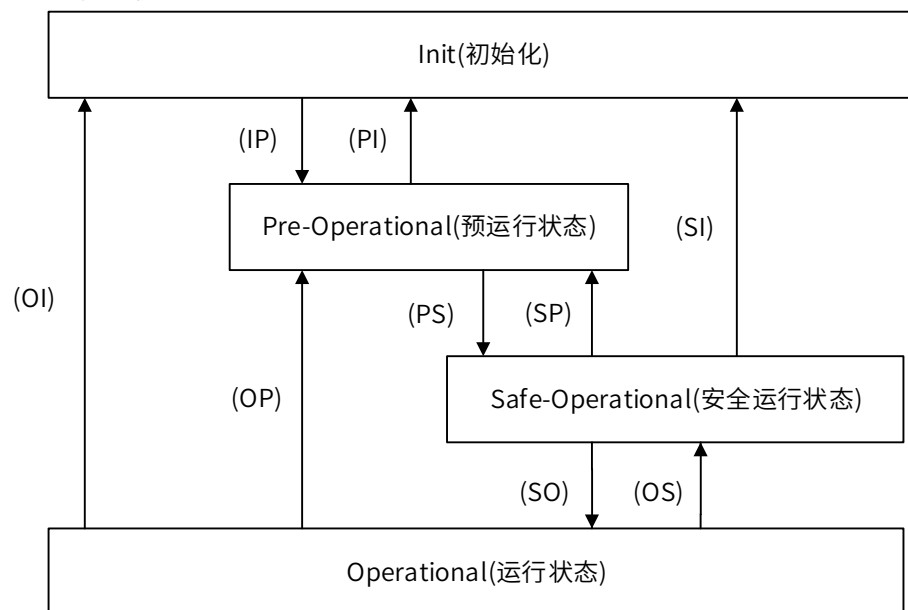 Init(初始化)
(IP)
(PI)
Pre-Operational(预运行状态)
(SI)
(OI)
(PS)
(SP)
(OP)
Safe-Operational(安全运行状态)
(SO)
(OS)
Operational(运行状态)